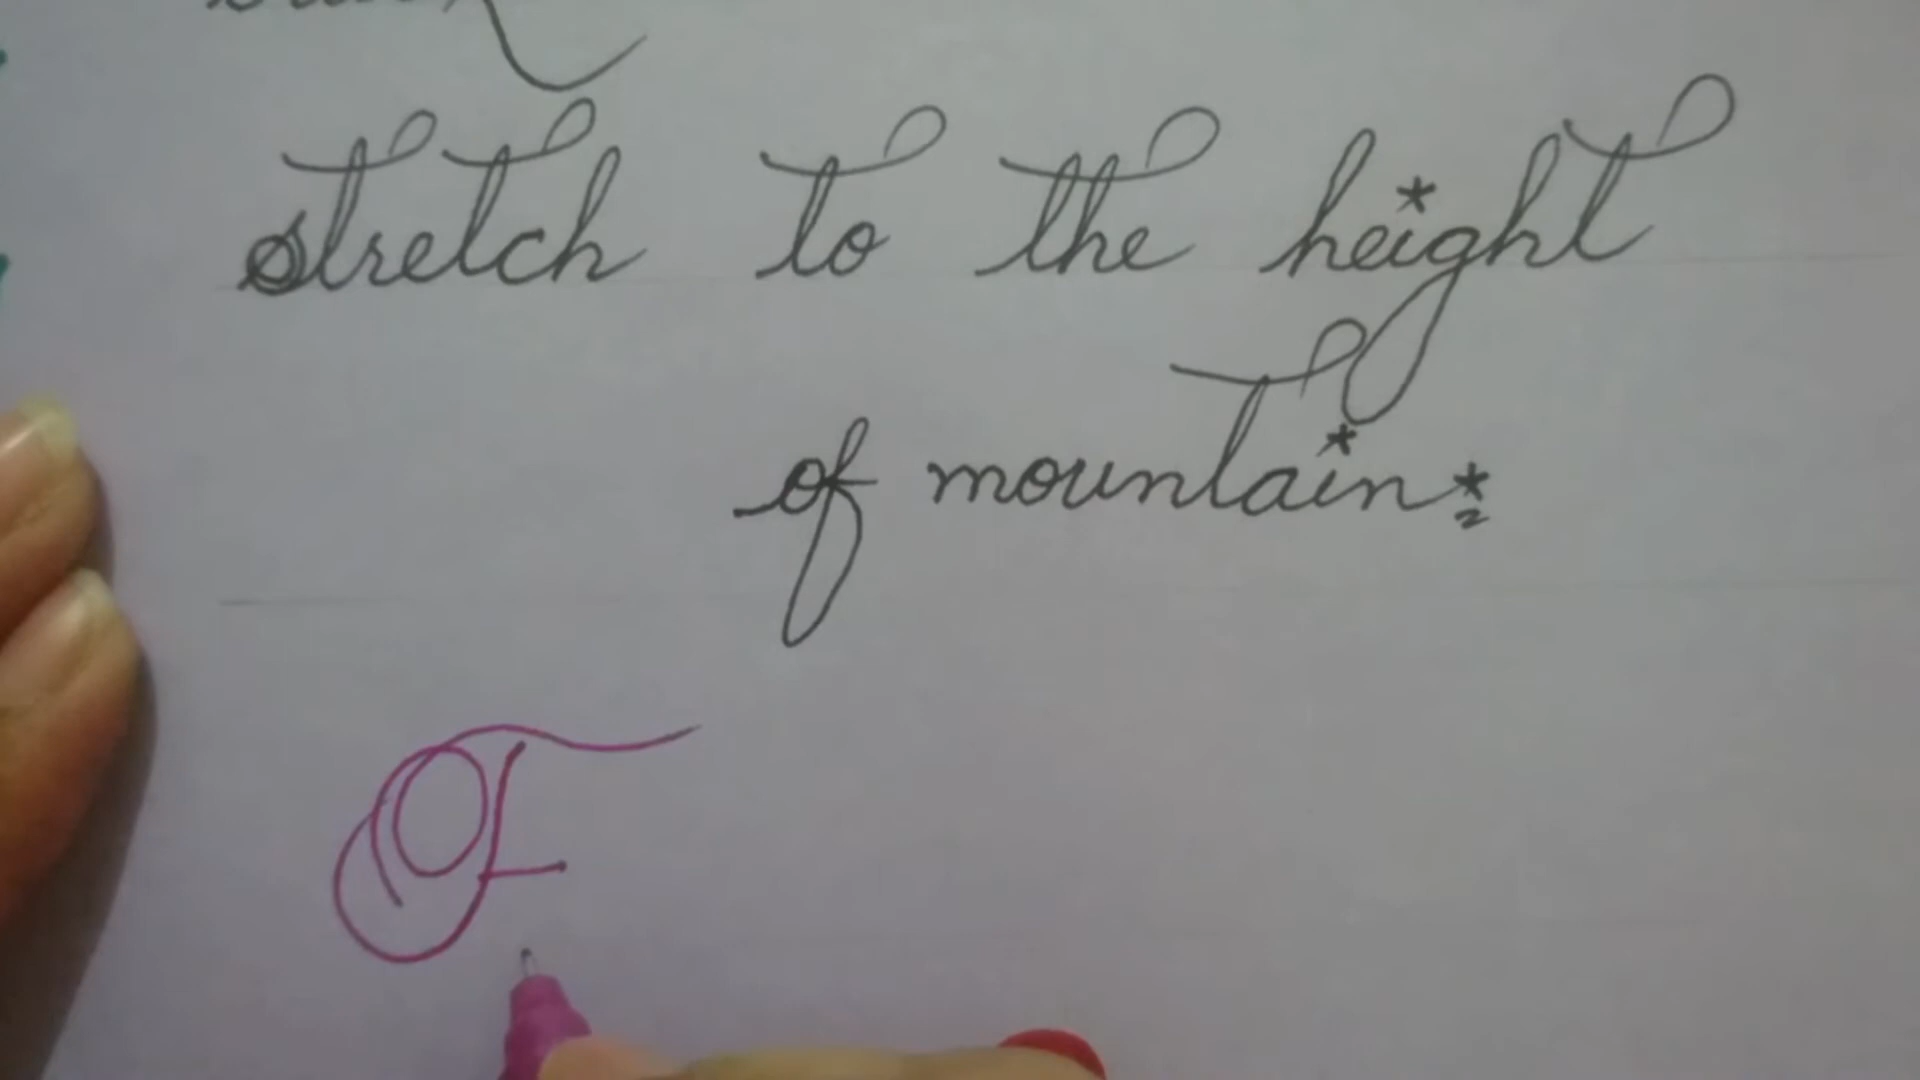 stretch to the height
of mountain.
F